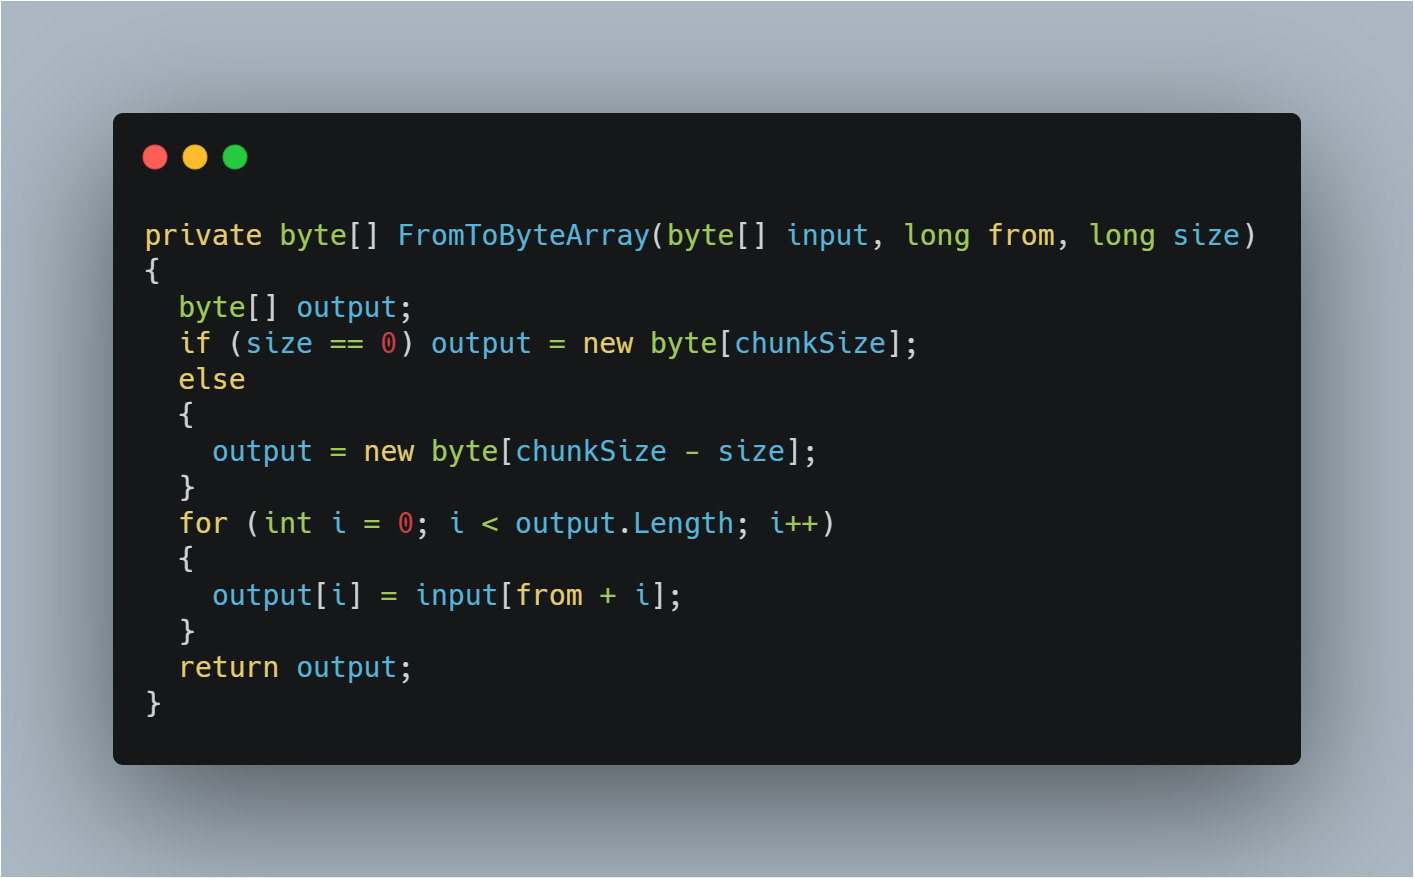 private byte[] FromToByteArray(byte[] input, long from, long size)
{
  byte[] output;
  if (size == 0) output = new byte[chunkSize];
  else
  {
    output = new byte[chunkSize - size];
  }
  for (int i = 0; i < output.Length; i++)
  {
    output[i] = input[from + i];
  }
  return output;
}